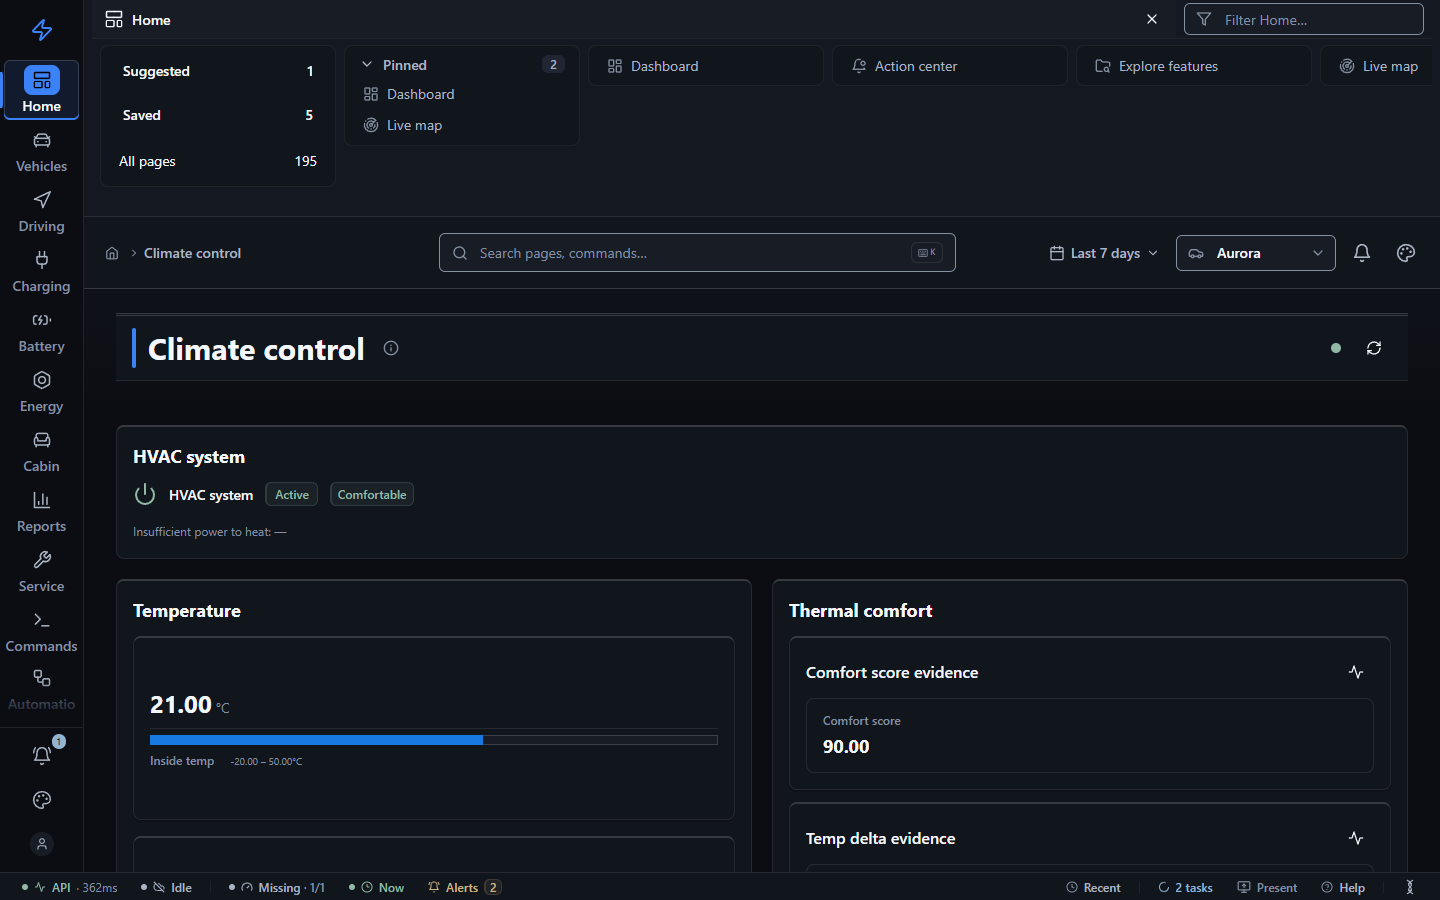 Home
Filter Home...
Home
Vehicles
Driving
Charging
Battery
Energy
Cabin
Reports
Service
Commands
Automatio
1
Suggested 1
Saved 5
All pages 195
Pinned 2
Dashboard
Live map
Dashboard
Action center
Explore features
Live map
Climate control
Search pages, commands...
K
Last 7 days
Aurora
Climate control
HVAC system
HVAC system Active Comfortable
Insufficient power to heat: —
Temperature
21.00 °C
Inside temp -20.00 – 50.00°C
Thermal comfort
Comfort score evidence
Comfort score
90.00
Temp delta evidence
API · 362ms
Idle
Missing · 1/1
Now
Alerts 2
Recent
2 tasks
Present
Help